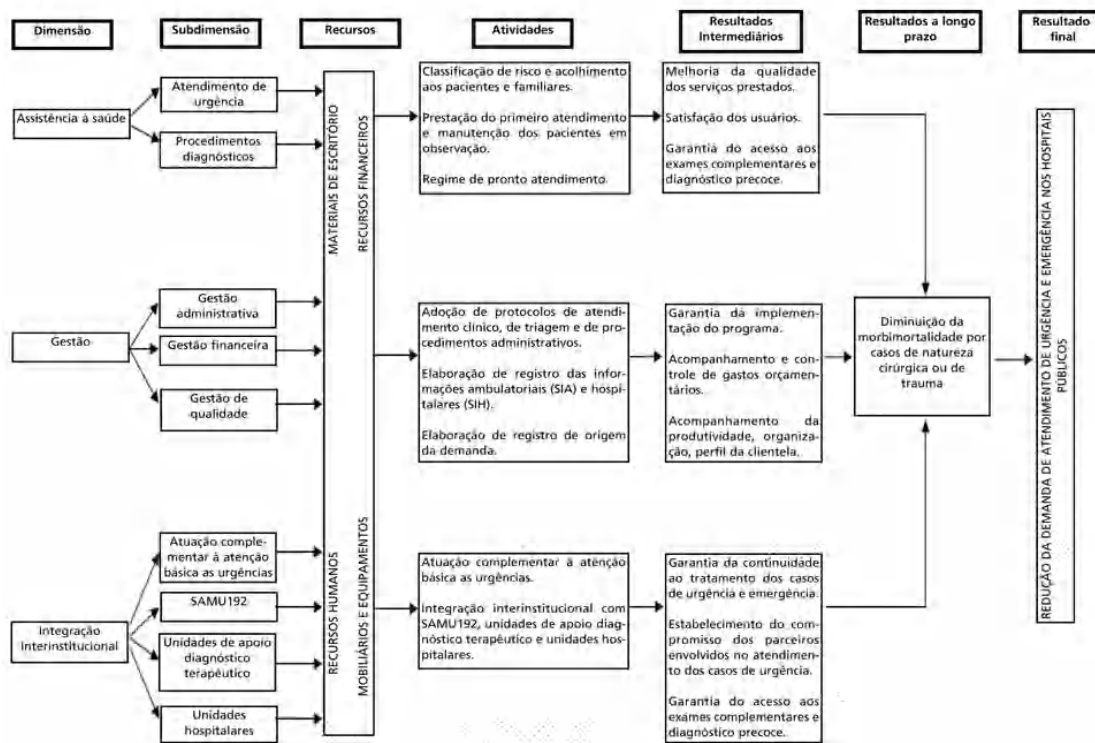 Dimensão
Subdimensão
Recursos
Atividades
Resultados
Intermediários
Resultados a longo
prazo
Resultado
final
Assistência à saúde
Atendimento de
urgência
Procedimentos
diagnósticos
MATERIAIS DE ESCRITÓRIO
RECURSOS FINANCEIROS
Classificação de risco e acolhimento
aos pacientes e familiares.
Prestação do primeiro atendimento
e manutenção dos pacientes em
observação.
Regime de pronto atendimento.
Melhoria da qualidade
dos serviços prestados.
Satisfação dos usuários.
Garantia do acesso aos
exames complementares e
diagnóstico precoce.
Gestão
Gestão
administrativa
Gestão financeira
Gestão de
qualidade
Adoção de protocolos de atendi-
mento clínico, de triagem e de pro-
cedimentos administrativos.
Elaboração de registro das infor-
mações ambulatoriais (SIA) e hospi-
talares (SIH).
Elaboração de registro de origem
da demanda.
Garantia da implemen-
tação do programa.
Acompanhamento e con-
trole de gastos orçamen-
tários.
Acompanhamento da
produtividade, organiza-
ção, perfil da clientela.
Diminuição da
morbimortalidade por
casos de natureza
cirúrgica ou de
trauma
REDUÇÃO DA DEMANDA DE ATENDIMENTO DE URGÊNCIA E EMERGÊNCIA NOS HOSPITAIS
PÚBLICOS
Integração
Interinstitucional
Atuação comple-
mentar à atenção
básica as urgências
SAMU192
Unidades de apoio
diagnóstico
terapêutico
Unidades
hospitalares
RECURSOS HUMANOS
MOBILIÁRIOS E EQUIPAMENTOS
Atuação complementar à atenção
básica as urgências.
Integração interinstitucional com
SAMU192, unidades de apoio diag-
nóstico terapêutico e unidades hos-
pitalares.
Garantia da continuidade
ao tratamento dos casos
de urgência e emergência.
Estabelecimento do com-
promisso dos parceiros
envolvidos no atendimento
dos casos de urgência.
Garantia do acesso aos
exames complementares e
diagnóstico precoce.